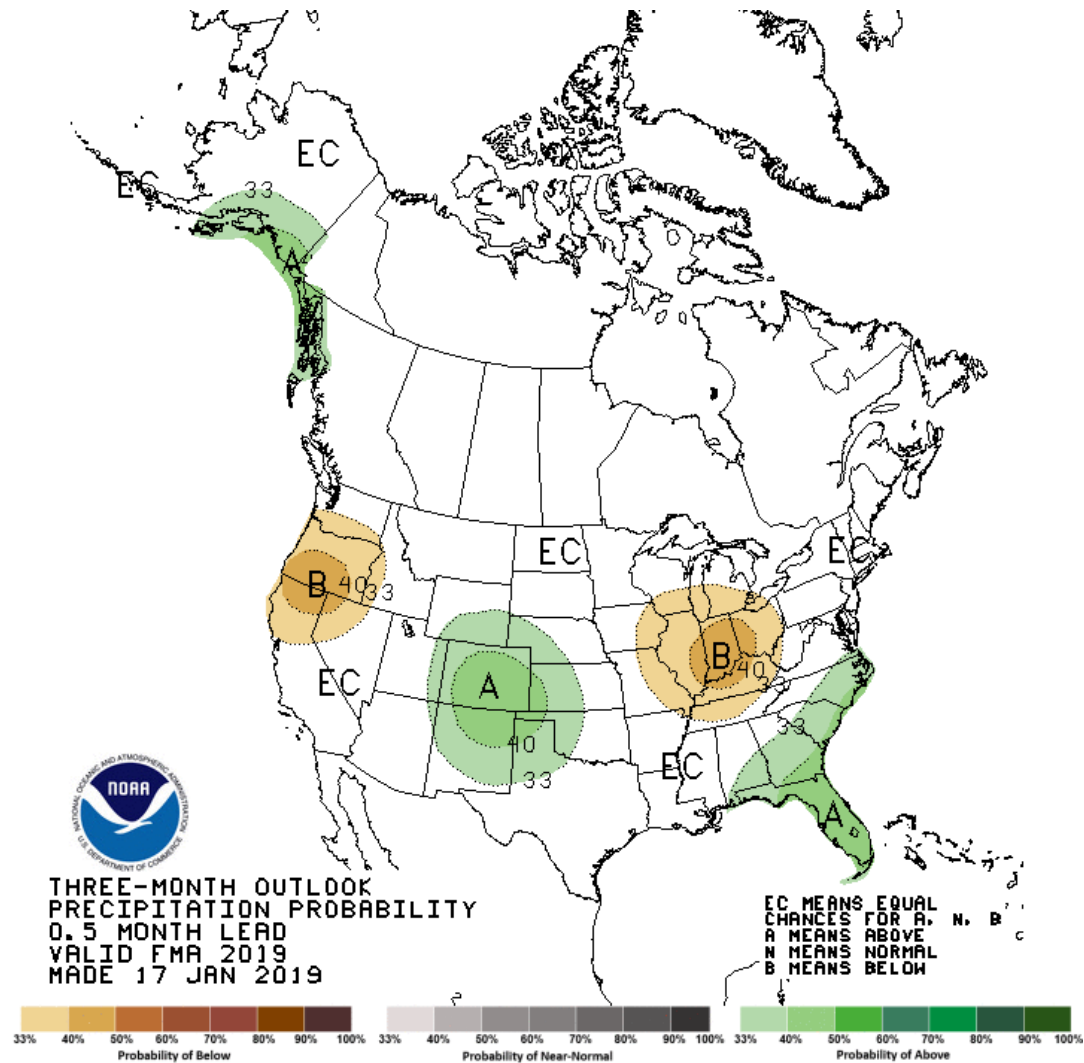 EC
EC
33
A
EC
EC
B
40
33
B
40
33
EC
A
40
33
33
EC
A
NATIONAL OCEANIC AND ATMOSPHERIC ADMINISTRATION
NOAA
U.S. DEPARTMENT OF COMMERCE
THREE-MONTH OUTLOOK
PRECIPITATION PROBABILITY
0.5 MONTH LEAD
VALID FMA 2019
MADE 17 JAN 2019
EC MEANS EQUAL
CHANCES FOR A, N, B
A MEANS ABOVE
N MEANS NORMAL
B MEANS BELOW
33% 40% 50% 60% 70% 80% 90% 100%
Probability of Below
33% 40% 50% 60% 70% 80% 90% 100%
Probability of Near-Normal
33% 40% 50% 60% 70% 80% 90% 100%
Probability of Above